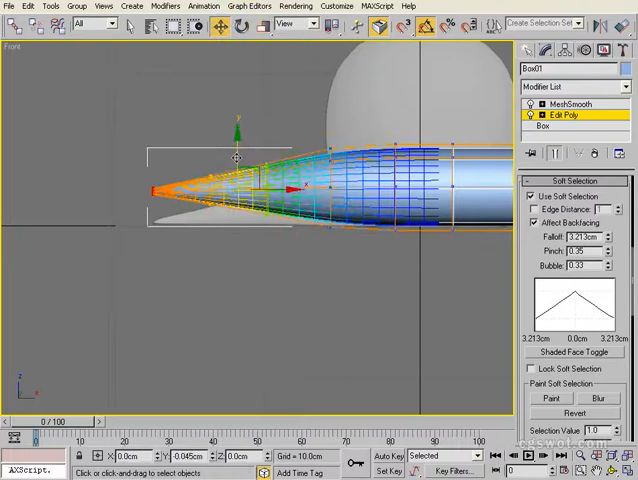 File Edit Tools Group Views Create Modifiers Animation Graph Editors Rendering Customize MAXScript Help
All View Create Selection Set
Front
y
x
z
x
Box01
Modifier List
MeshSmooth
Edit Poly
Box
Soft Selection
Use Soft Selection
Edge Distance: 1
Affect Backfacing
Falloff: 3.213cm
Pinch: 0.35
Bubble: 0.33
3.213cm 0.0cm 3.213cm
Shaded Face Toggle
Lock Soft Selection
Paint Soft Selection
Paint Blur
Revert
Selection Value 1.0
0 / 100
0 10 20 30 40 50 60 70 80 90 100
X: 0.0cm Y: -0.045cm Z: 0.0cm Grid = 10.0cm Auto Key Selected
AXScript. Click or click-and-drag to select objects Add Time Tag Set Key Key Filters... 0
cgswot.com